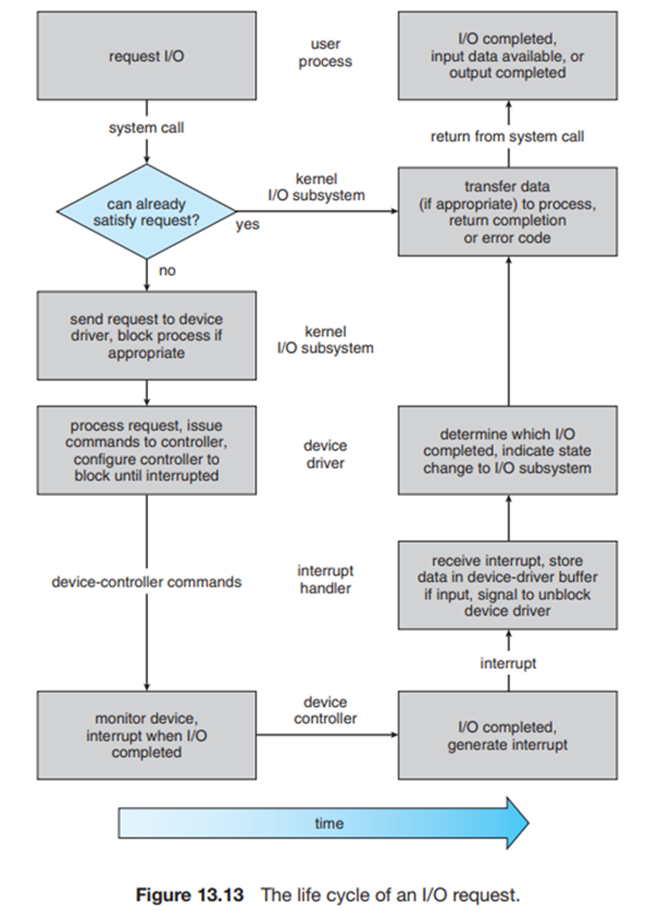 request I/O
user
process
I/O completed,
input data available, or
output completed
system call
return from system call
can already
satisfy request?
kernel
I/O subsystem
yes
transfer data
(if appropriate) to process,
return completion
or error code
no
send request to device
driver, block process if
appropriate
kernel
I/O subsystem
process request, issue
commands to controller,
configure controller to
block until interrupted
device
driver
determine which I/O
completed, indicate state
change to I/O subsystem
device-controller commands
interrupt
handler
receive interrupt, store
data in device-driver buffer
if input, signal to unblock
device driver
interrupt
monitor device,
interrupt when I/O
completed
device
controller
I/O completed,
generate interrupt
time
Figure 13.13 The life cycle of an I/O request.